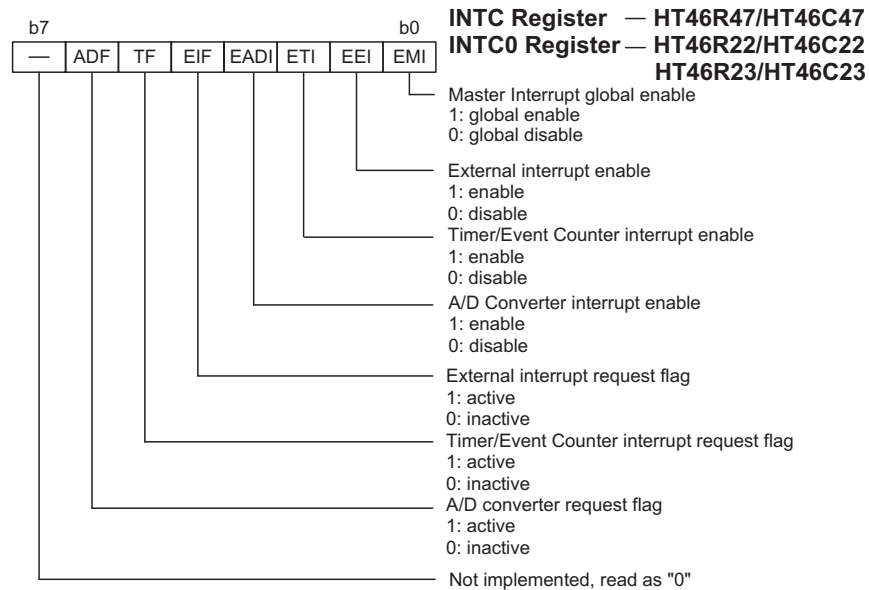 b7 b0
— ADF TF EIF EADI ETI EEI EMI
INTC Register — HT46R47/HT46C47
INTC0 Register — HT46R22/HT46C22
HT46R23/HT46C23
Master Interrupt global enable
1: global enable
0: global disable
External interrupt enable
1: enable
0: disable
Timer/Event Counter interrupt enable
1: enable
0: disable
A/D Converter interrupt enable
1: enable
0: disable
External interrupt request flag
1: active
0: inactive
Timer/Event Counter interrupt request flag
1: active
0: inactive
A/D converter request flag
1: active
0: inactive
Not implemented, read as "0"